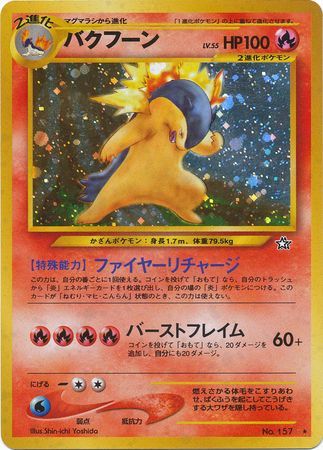 2進化
マグマラシから進化
「1進化ポケモン」の上に重ねて進化させます。
バクフーン
LV.55 HP100
2進化ポケモン
かざんポケモン:身長1.7m、体重79.5kg
【特殊能力】ファイヤーリチャージ
この力は、自分の番ごとに1回使える。コインを投げて「おもて」なら、自分のトラッシュ
から「炎」エネルギーカードを1枚選び出し、自分の場の「炎」ポケモンにつける。この
カードが「ねむり・マヒ・こんらん」状態のとき、この力は使えない。
バーストフレイム 60+
コインを投げて「おもて」なら、20ダメージを
追加し、自分にも20ダメージ。
にげる
弱点 抵抗力
燃えさかる体毛をこすりあわ
せ、ばくふうを起こしてこうげき
する大ワザを隠し持っている。
Illus.Shin-ichi Yoshida
No.157